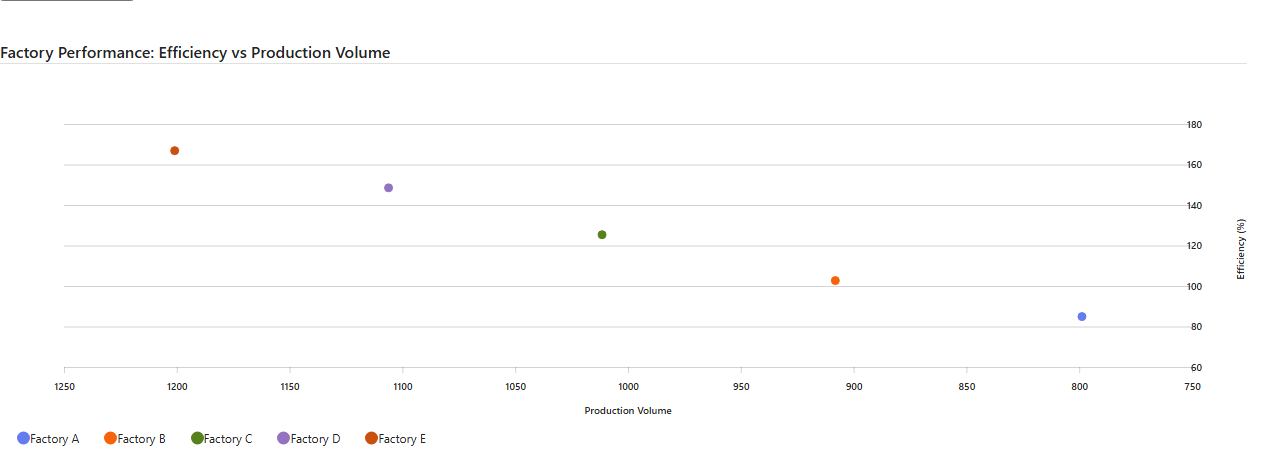 Factory Performance: Efficiency vs Production Volume
180
160
140
120
100
80
60
Efficiency (%)
1250 1200 1150 1100 1050 1000 950 900 850 800 750
Production Volume
Factory A Factory B Factory C Factory D Factory E